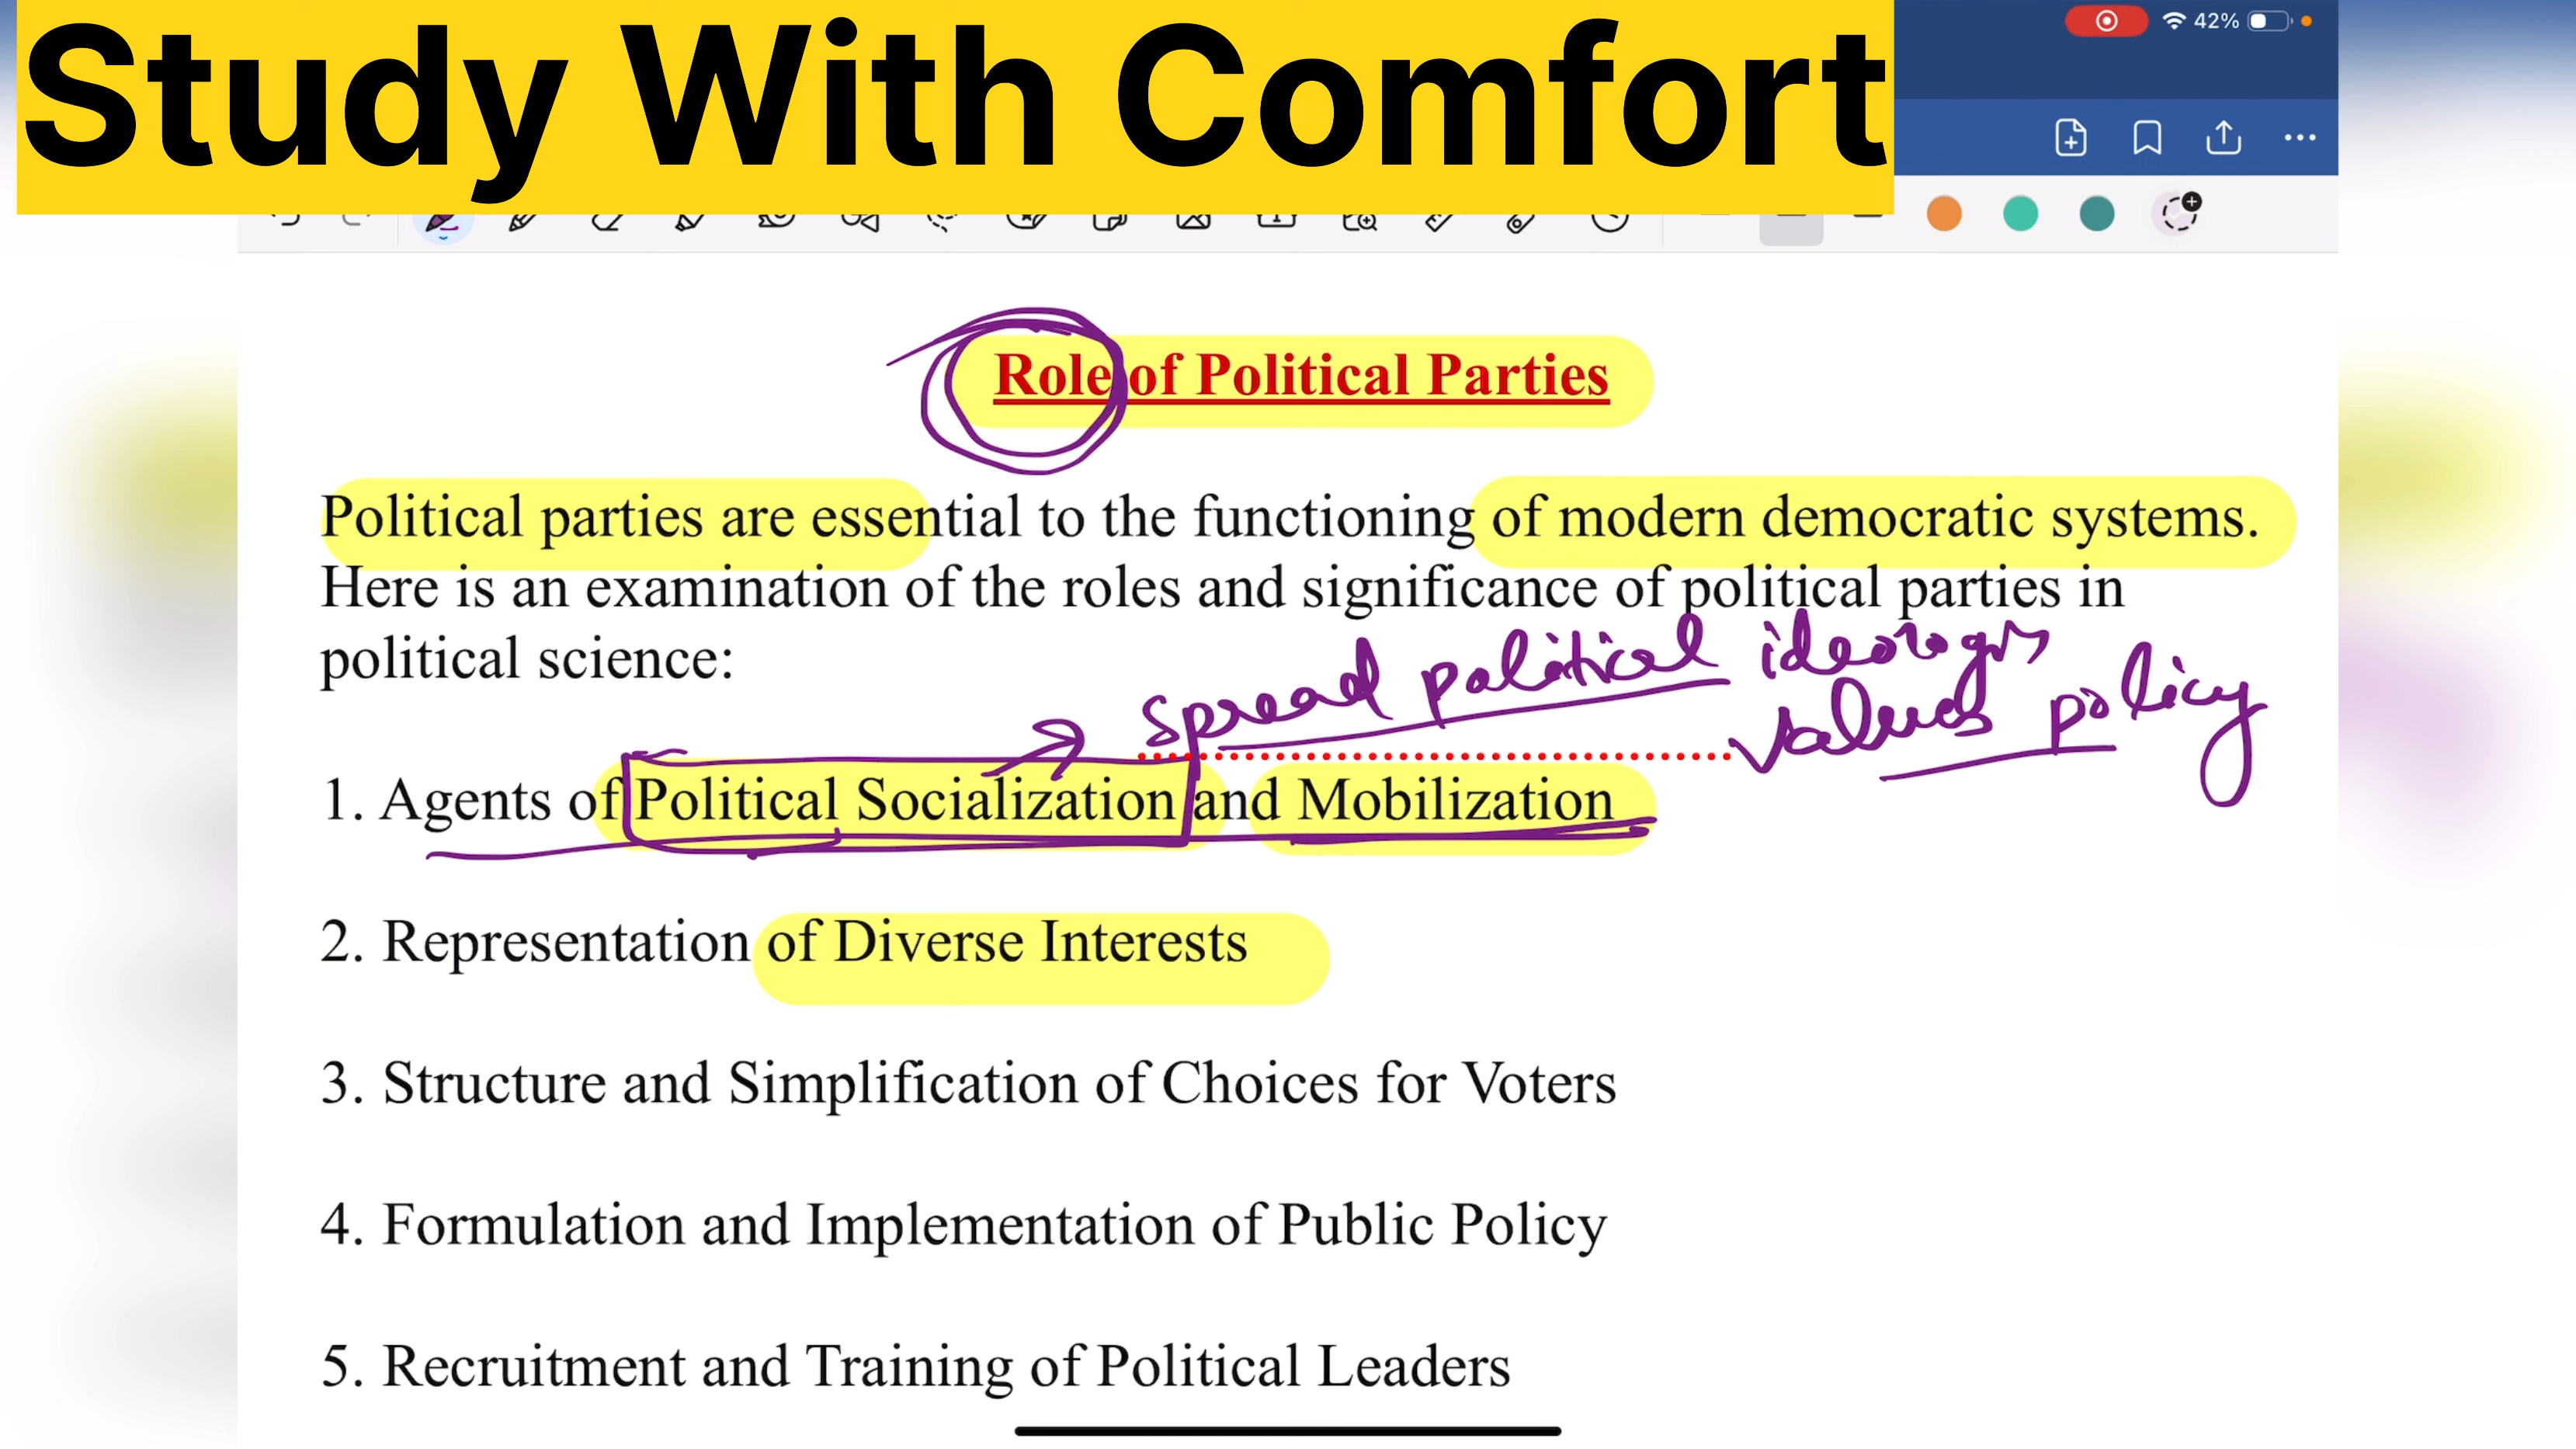 Study With Comfort
42%
Role of Political Parties
Political parties are essential to the functioning of modern democratic systems.
Here is an examination of the roles and significance of political parties in
political science:
spread political ideology
values policy
1. Agents of Political Socialization and Mobilization
2. Representation of Diverse Interests
3. Structure and Simplification of Choices for Voters
4. Formulation and Implementation of Public Policy
5. Recruitment and Training of Political Leaders